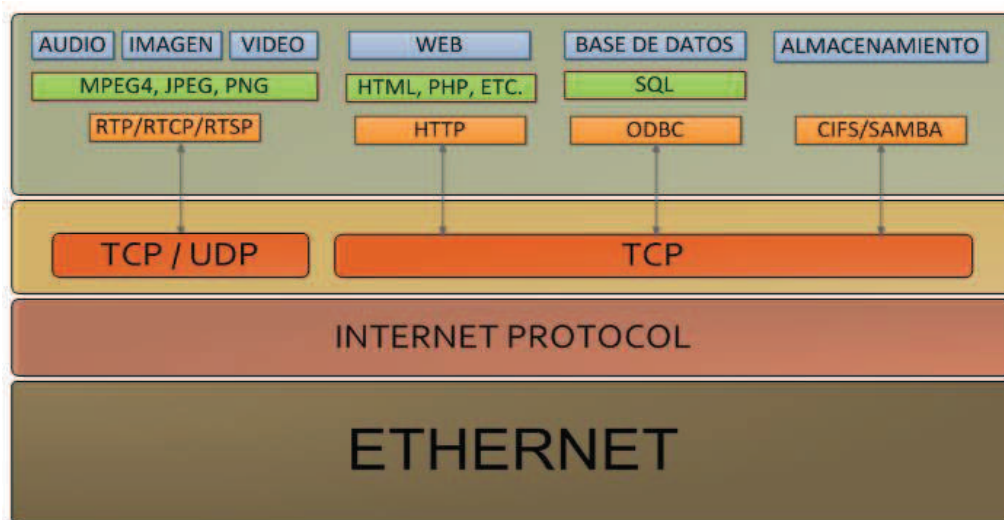 AUDIO IMAGEN VIDEO WEB BASE DE DATOS ALMACENAMIENTO
MPEG4, JPEG, PNG HTML, PHP, ETC. SQL
RTP/RTCP/RTSP HTTP ODBC CIFS/SAMBA
TCP / UDP TCP
INTERNET PROTOCOL
ETHERNET